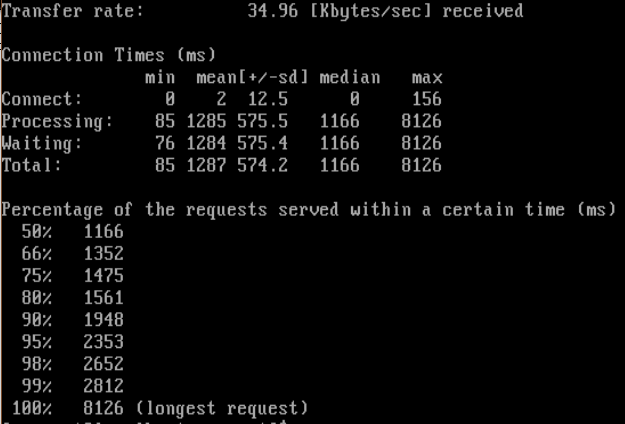 Transfer rate:          34.96 [Kbytes/sec] received
Connection Times (ms)
              min  mean[+/-sd] median   max
Connect:        0    2  12.5      0     156
Processing:    85 1285 575.5   1166    8126
Waiting:       76 1284 575.4   1166    8126
Total:         85 1287 574.2   1166    8126
Percentage of the requests served within a certain time (ms)
  50%   1166
  66%   1352
  75%   1475
  80%   1561
  90%   1948
  95%   2353
  98%   2652
  99%   2812
 100%   8126 (longest request)